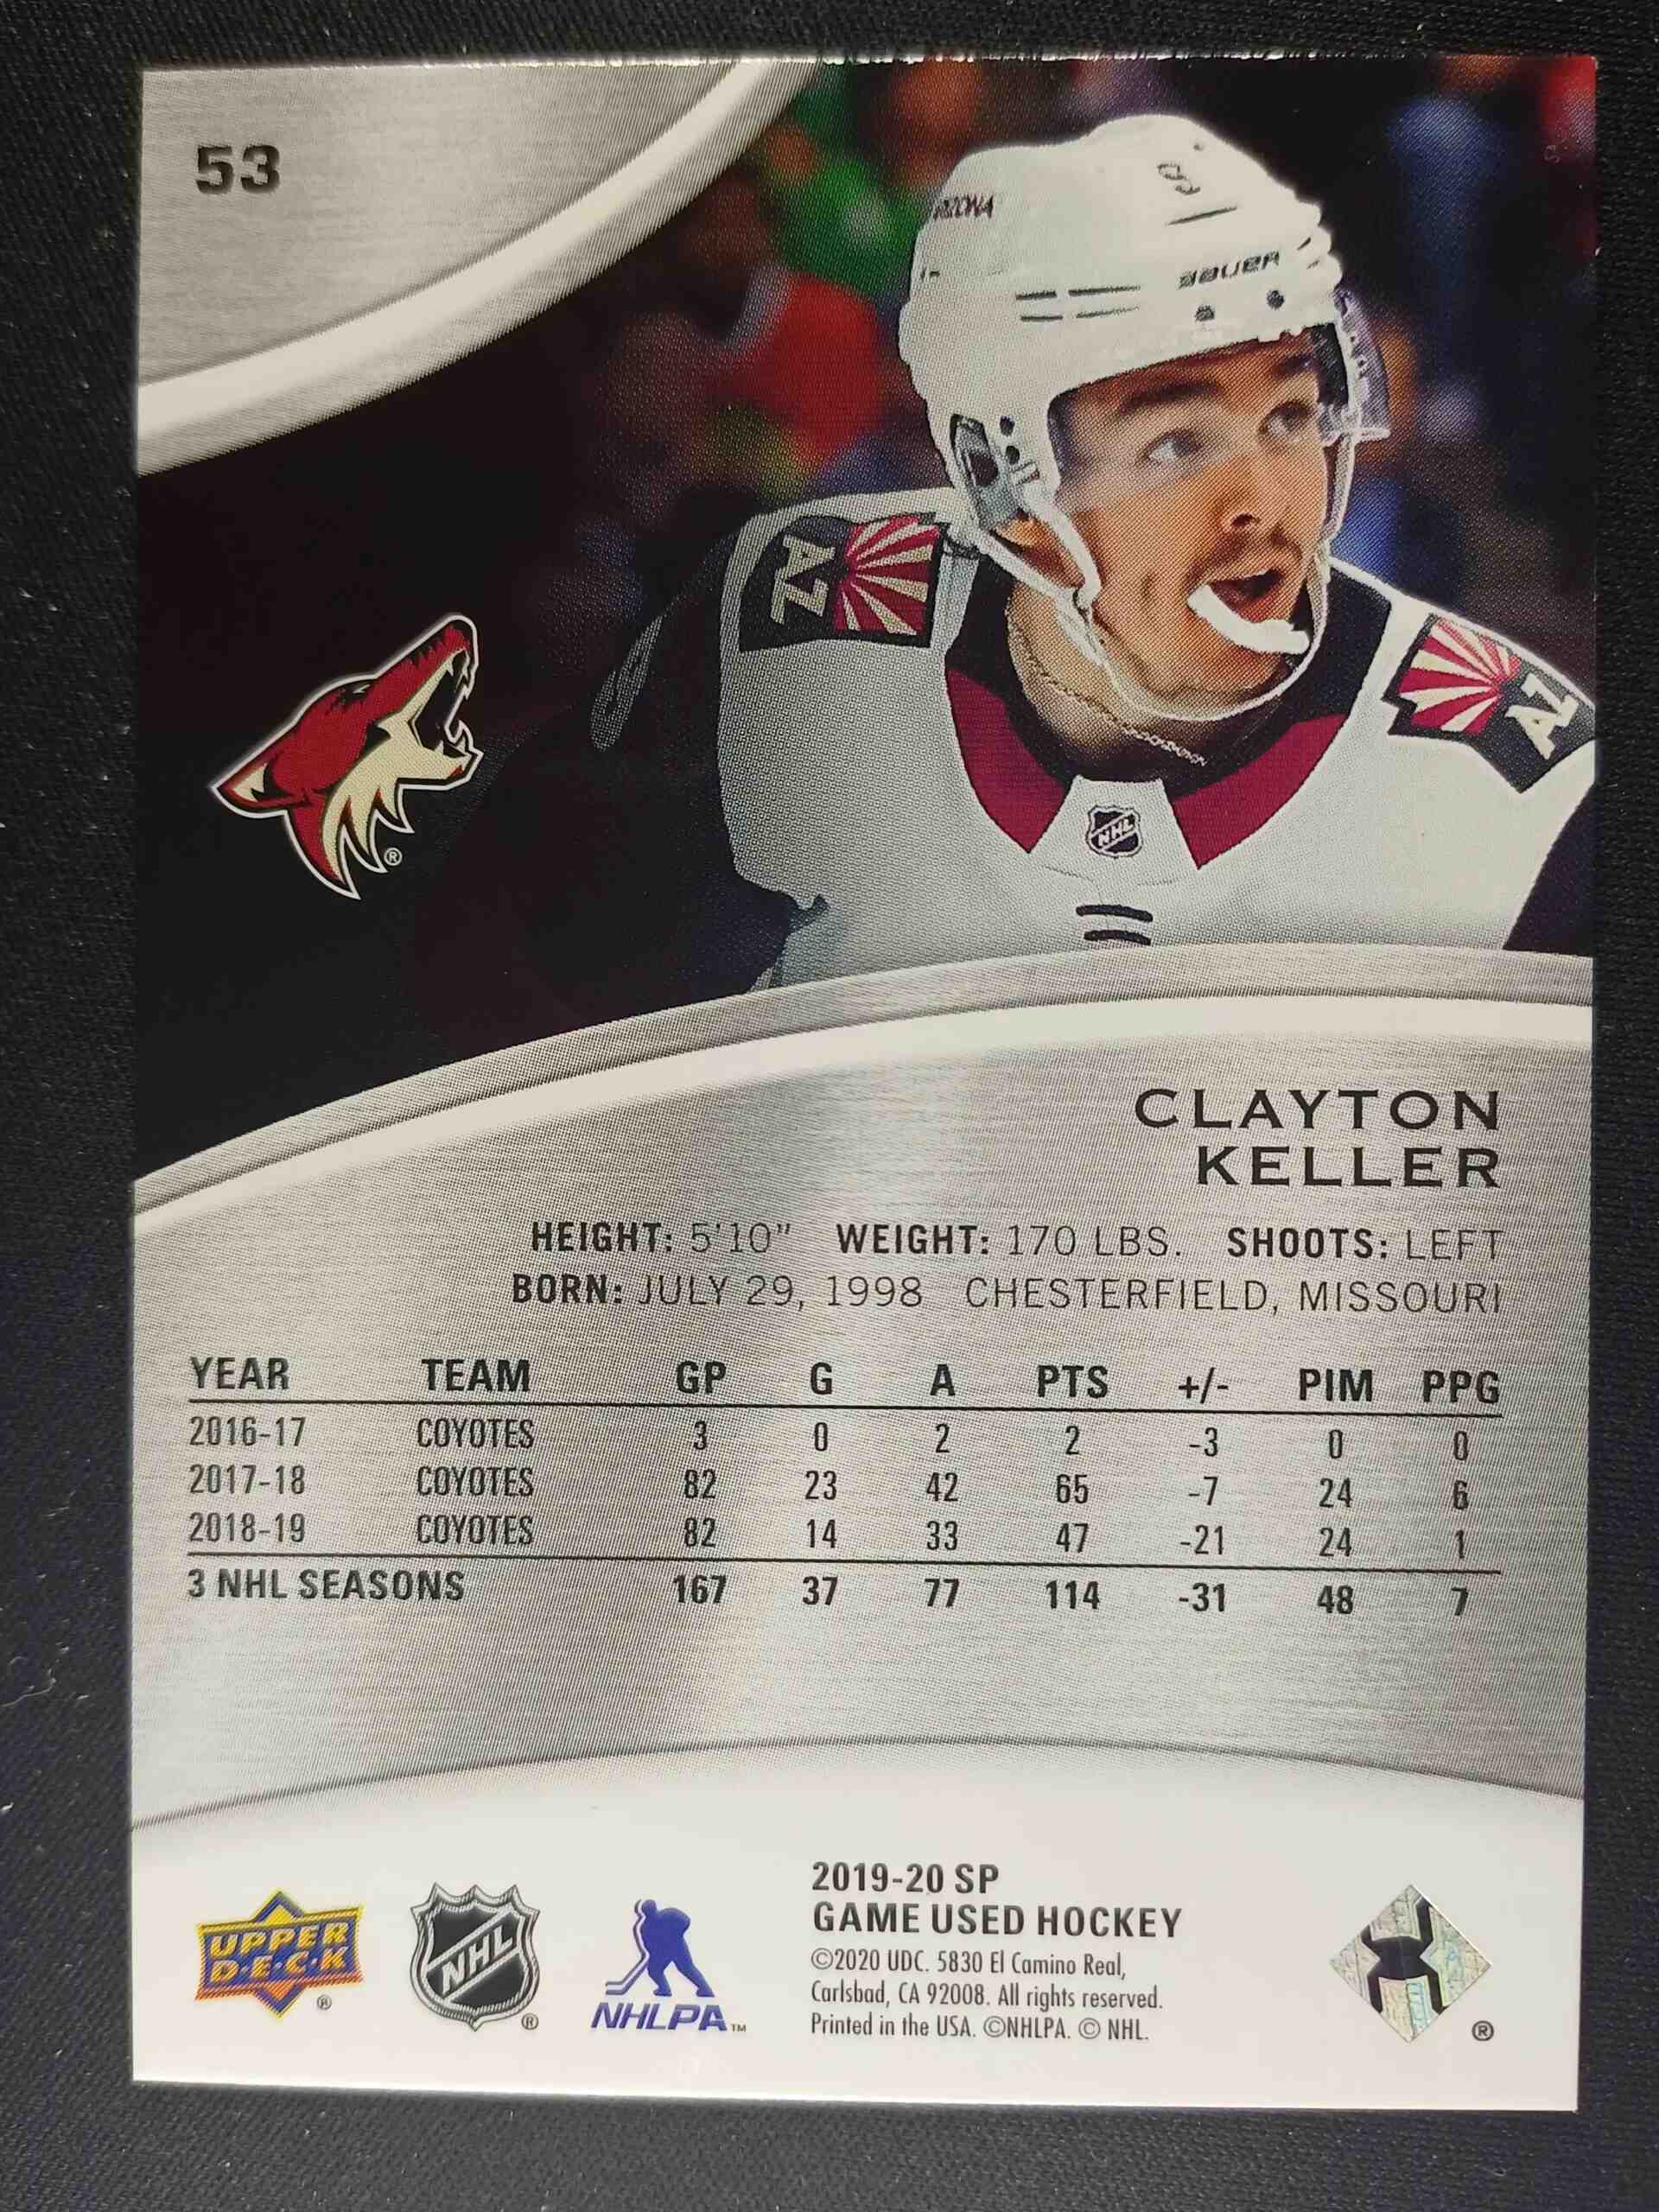 53
ARIZONA
9
BAUER
AZ
AZ
NHL
®
CLAYTON
KELLER
HEIGHT: 5'10" WEIGHT: 170 LBS. SHOOTS: LEFT
BORN: JULY 29, 1998 CHESTERFIELD, MISSOURI
YEAR TEAM GP G A PTS +/- PIM PPG
2016-17 COYOTES 3 0 2 2 -3 0 0
2017-18 COYOTES 82 23 42 65 -7 24 6
2018-19 COYOTES 82 14 33 47 -21 24 1
3 NHL SEASONS 167 37 77 114 -31 48 7
UPPER
D·E·C·K
®
NHL
®
NHLPA™
2019-20 SP
GAME USED HOCKEY
©2020 UDC. 5830 El Camino Real,
Carlsbad, CA 92008. All rights reserved.
Printed in the USA. ©NHLPA. © NHL.
®